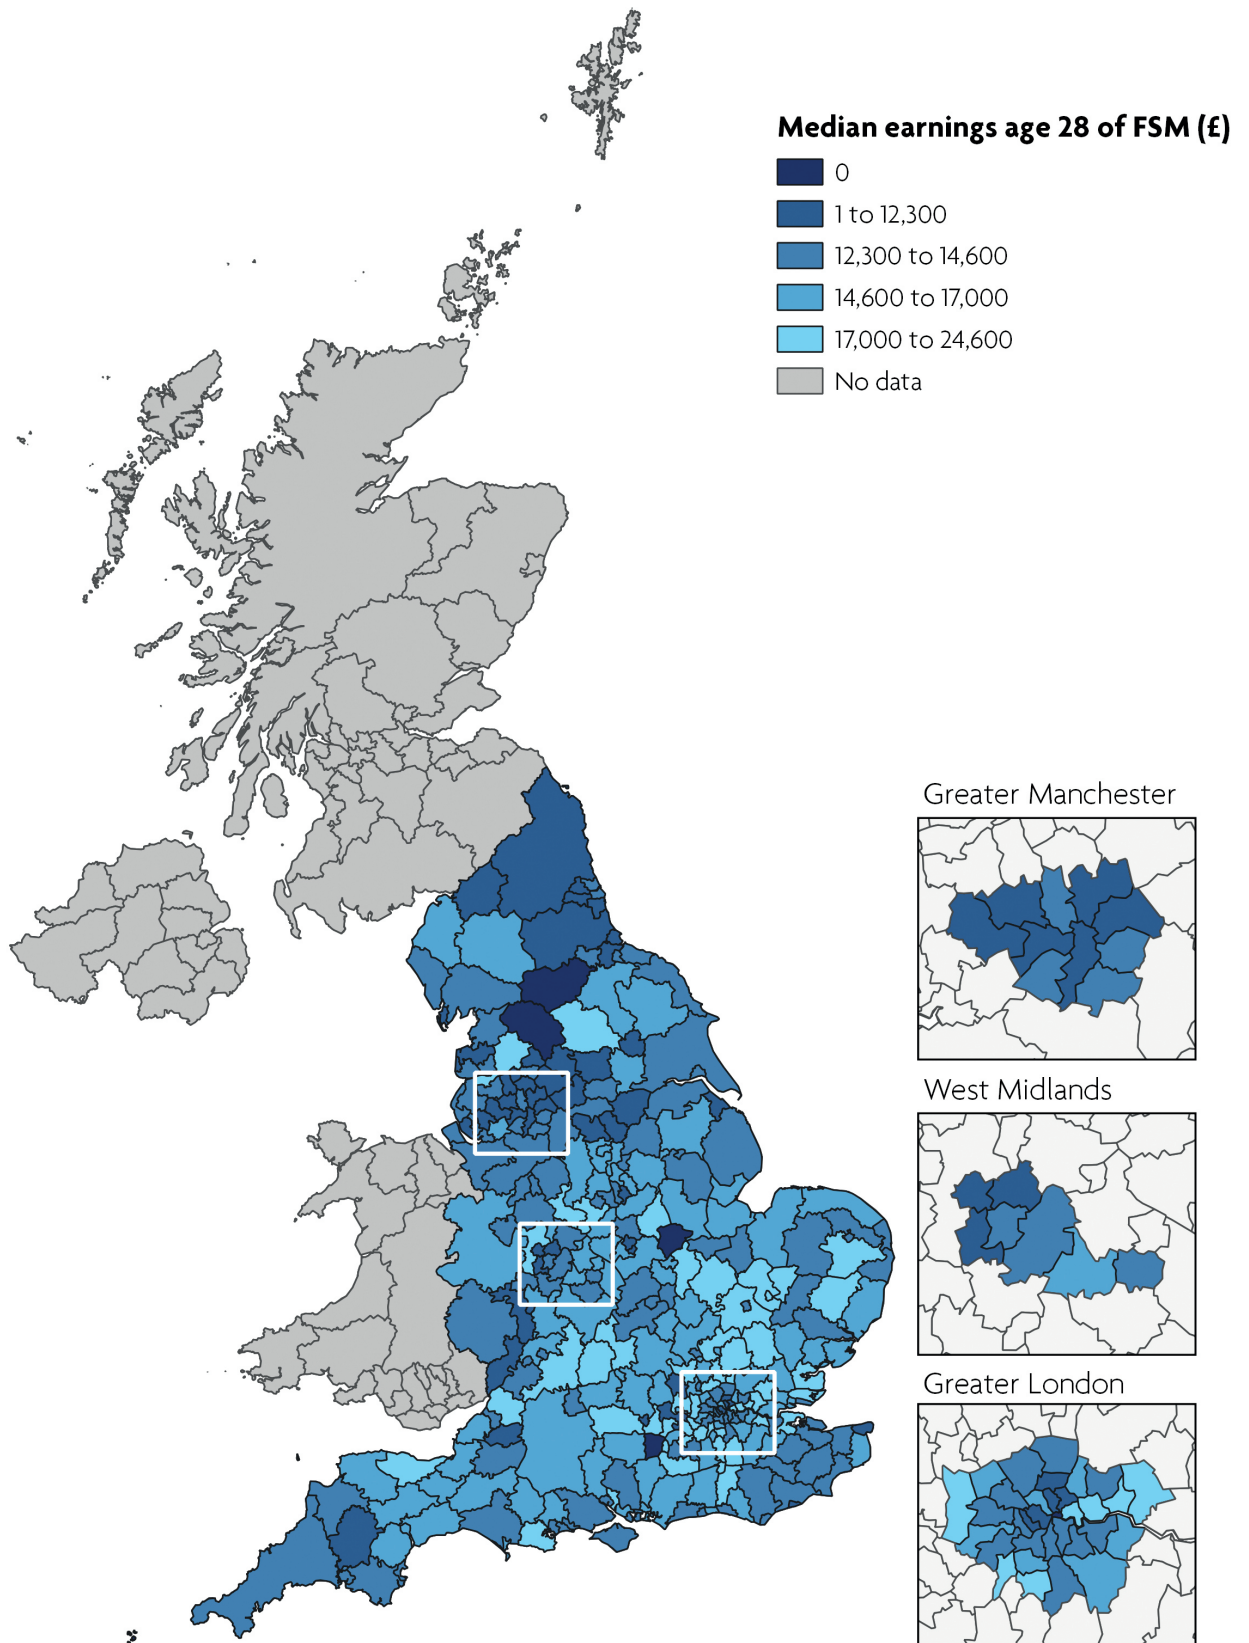 Median earnings age 28 of FSM (£)
0
1 to 12,300
12,300 to 14,600
14,600 to 17,000
17,000 to 24,600
No data
Greater Manchester
West Midlands
Greater London